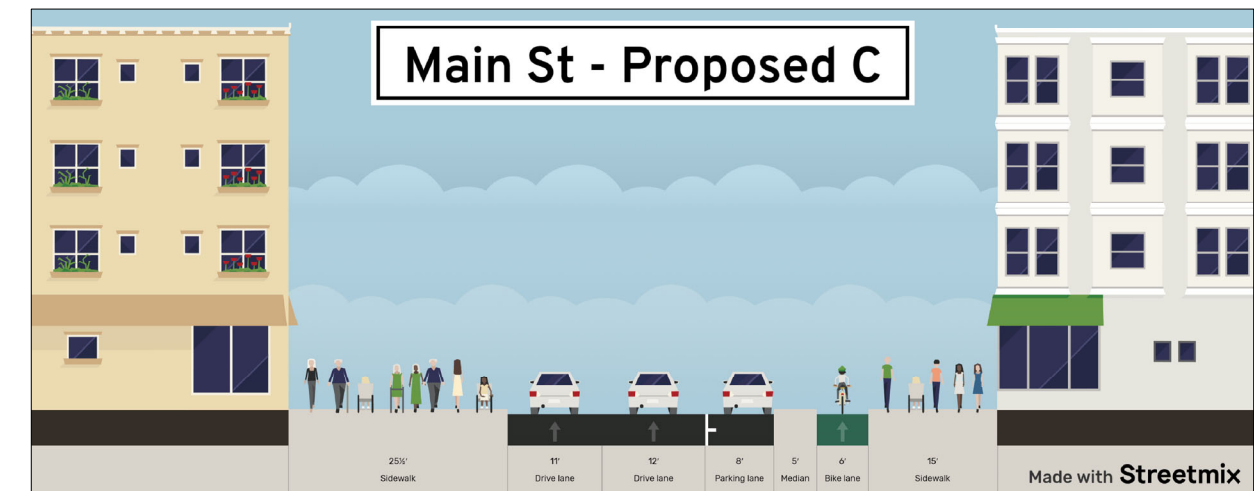 Main St - Proposed C
25½′
Sidewalk
11′
Drive lane
12′
Drive lane
8′
Parking lane
5′
Median
6′
Bike lane
15′
Sidewalk
Made with Streetmix